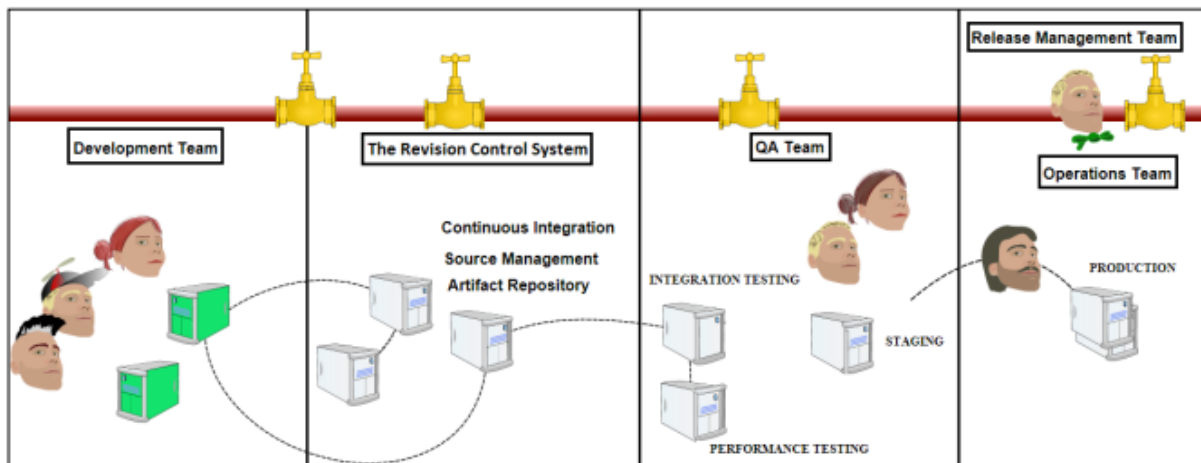 Release Management Team
Development Team
The Revision Control System
QA Team
Operations Team
Continuous Integration
Source Management
Artifact Repository
INTEGRATION TESTING
PRODUCTION
STAGING
PERFORMANCE TESTING